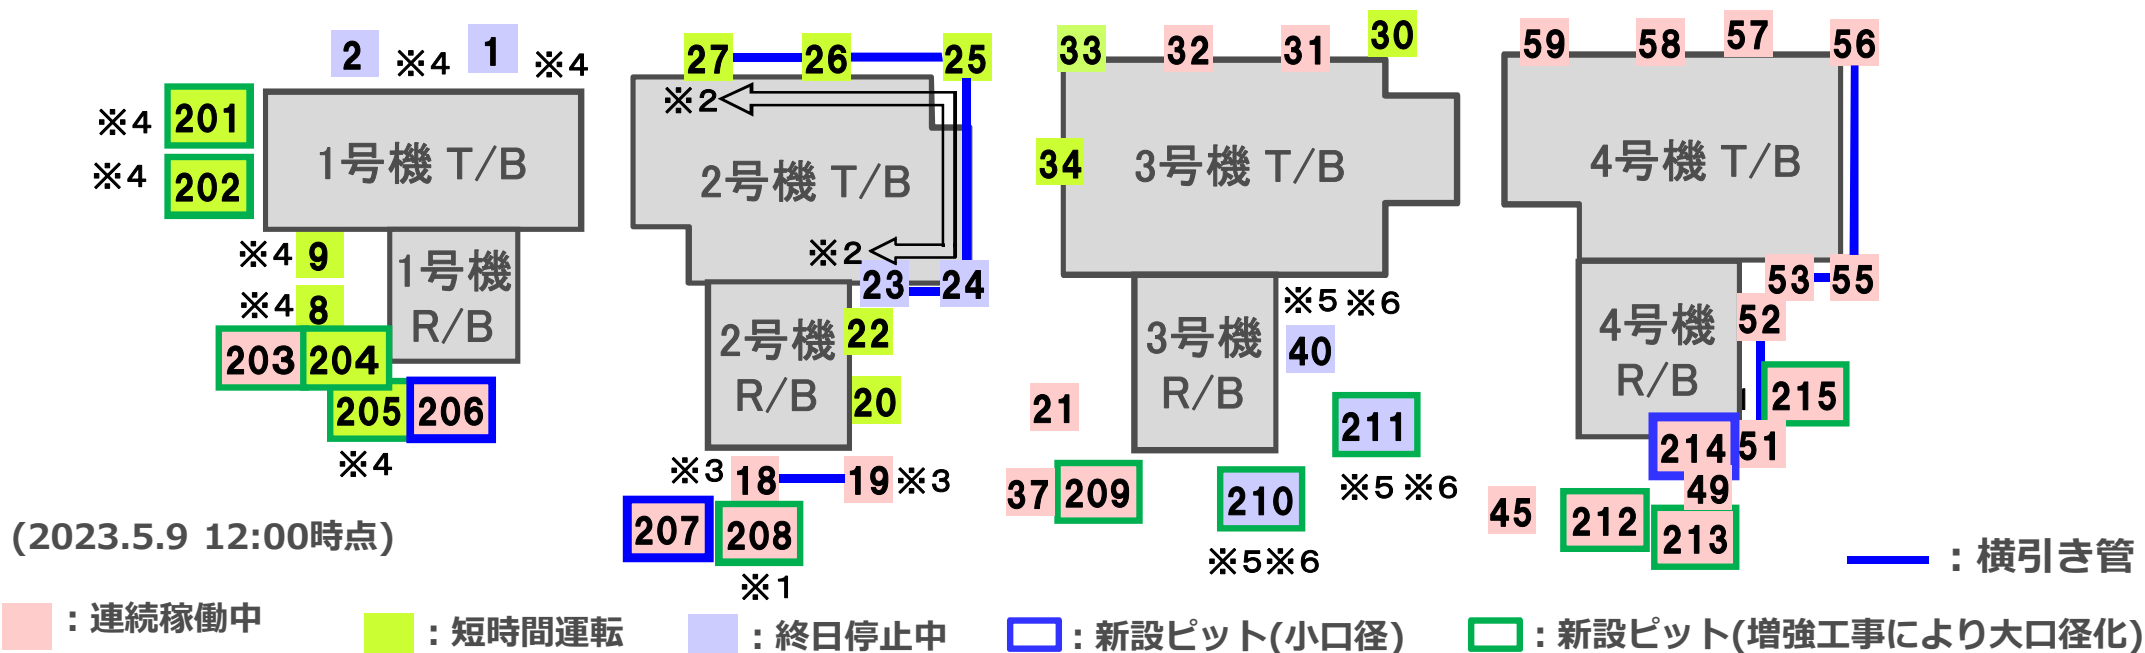 2 ※4 1 ※4
※4 201
※4 202
1号機 T/B
※4 9
※4 8
1号機
R/B
203 204
205 206
※4
27 26 25
※2
2号機 T/B
※2
23 24
2号機
R/B
22
20
※3 18 19 ※3
207 208
※1
33 32 31 30
34
3号機 T/B
※5 ※6
3号機
R/B
40
21
211
※5 ※6
37 209
210
※5※6
59 58 57 56
4号機 T/B
53 55
52
4号機
R/B
215
214 51
49
45 212 213
(2023.5.9 12:00時点)
:横引き管
:連続稼働中
:短時間運転
:終日停止中
:新設ピット(小口径)
:新設ピット(増強工事により大口径化)